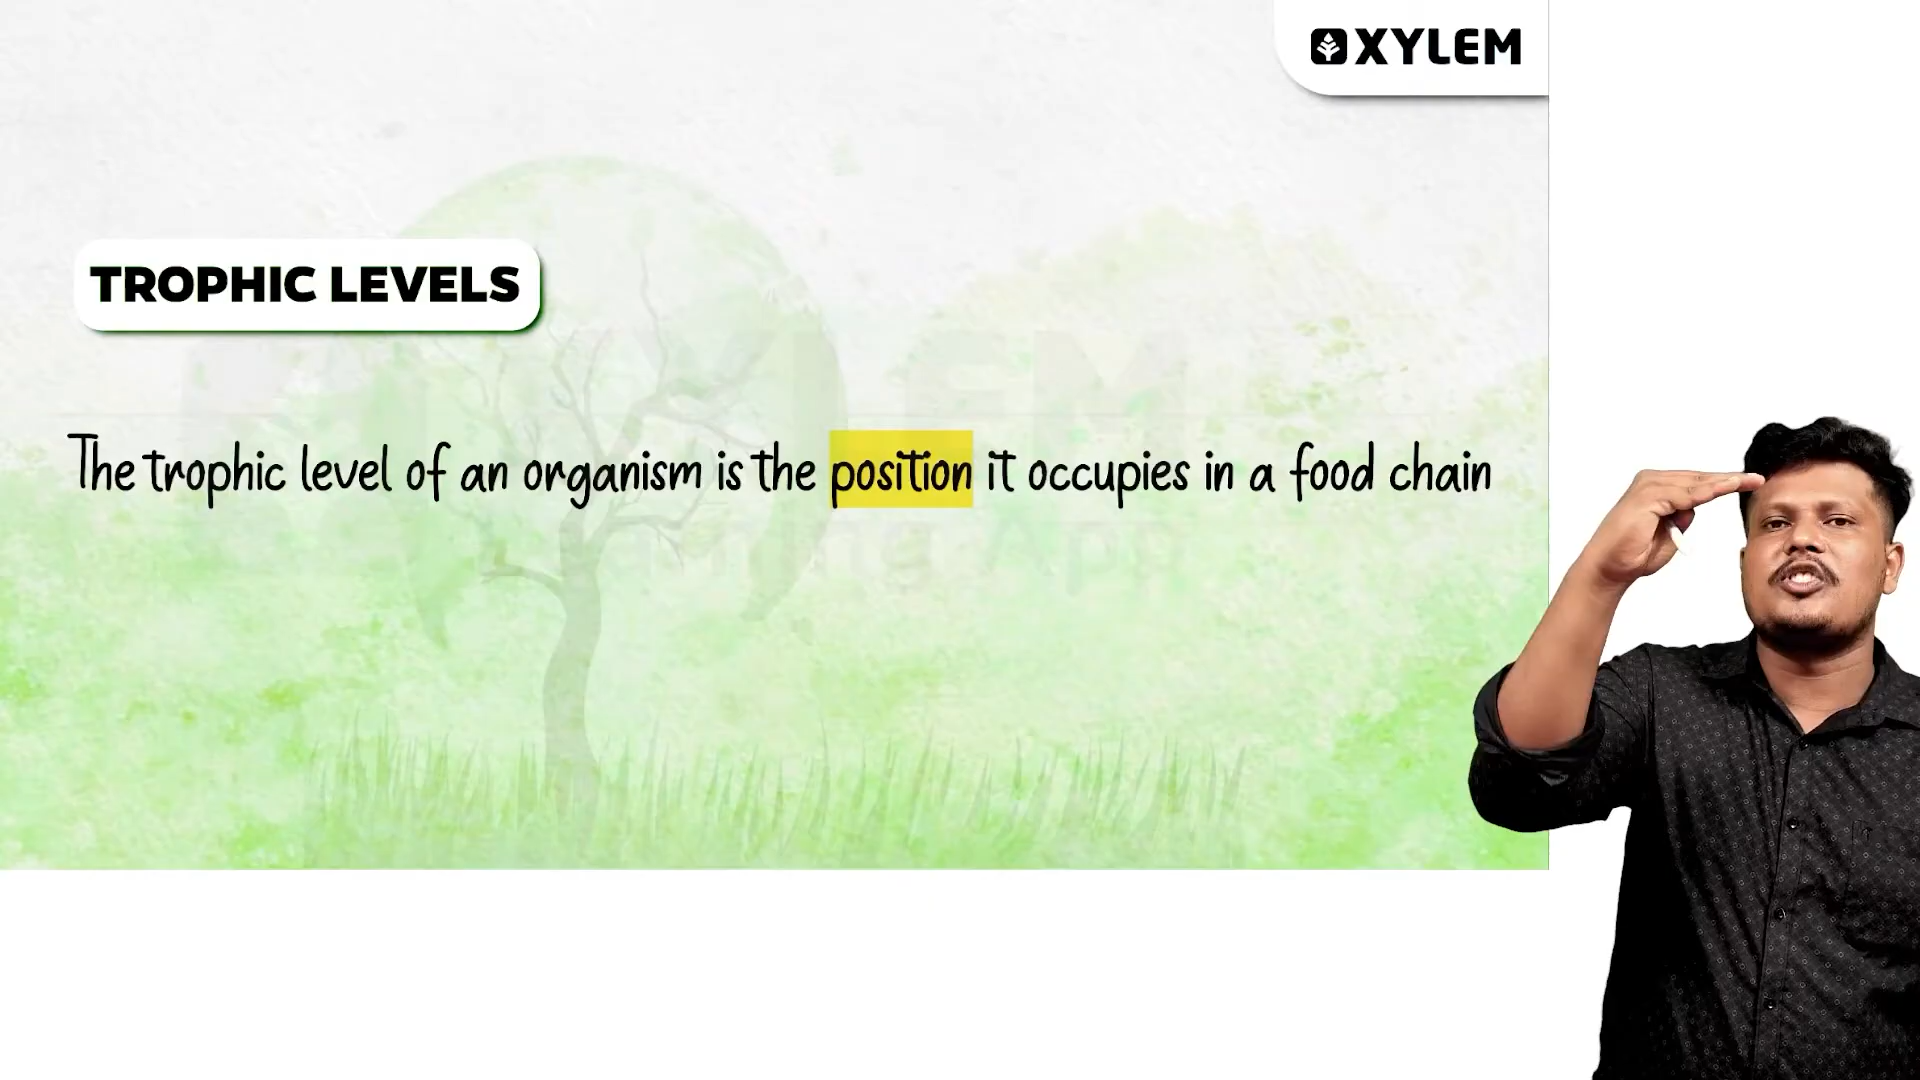 XYLEM
TROPHIC LEVELS
The trophic level of an organism is the position it occupies in a food chain